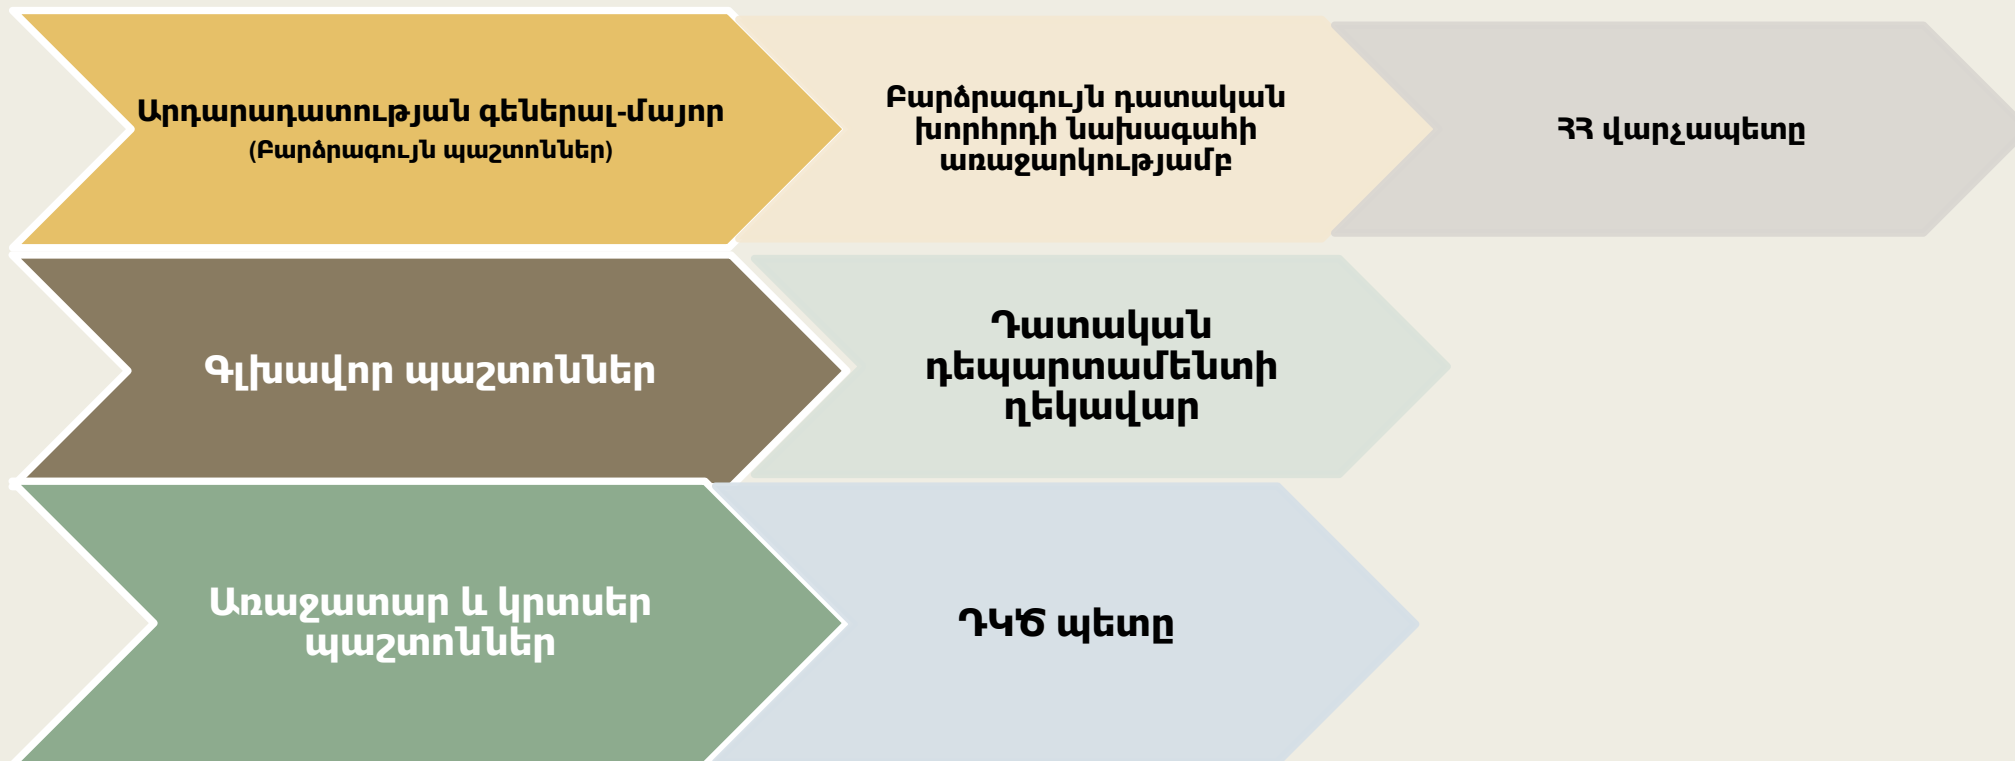 Արդարադատության գեներալ-մայոր
(Բարձրագույն պաշտոններ)
Բարձրագույն դատական
խորհրդի նախագահի
առաջարկությամբ
ՀՀ վարչապետը
Գլխավոր պաշտոններ
Դատական
դեպարտամենտի
ղեկավար
Առաջատար և կրտսեր
պաշտոններ
ԴԿԾ պետը